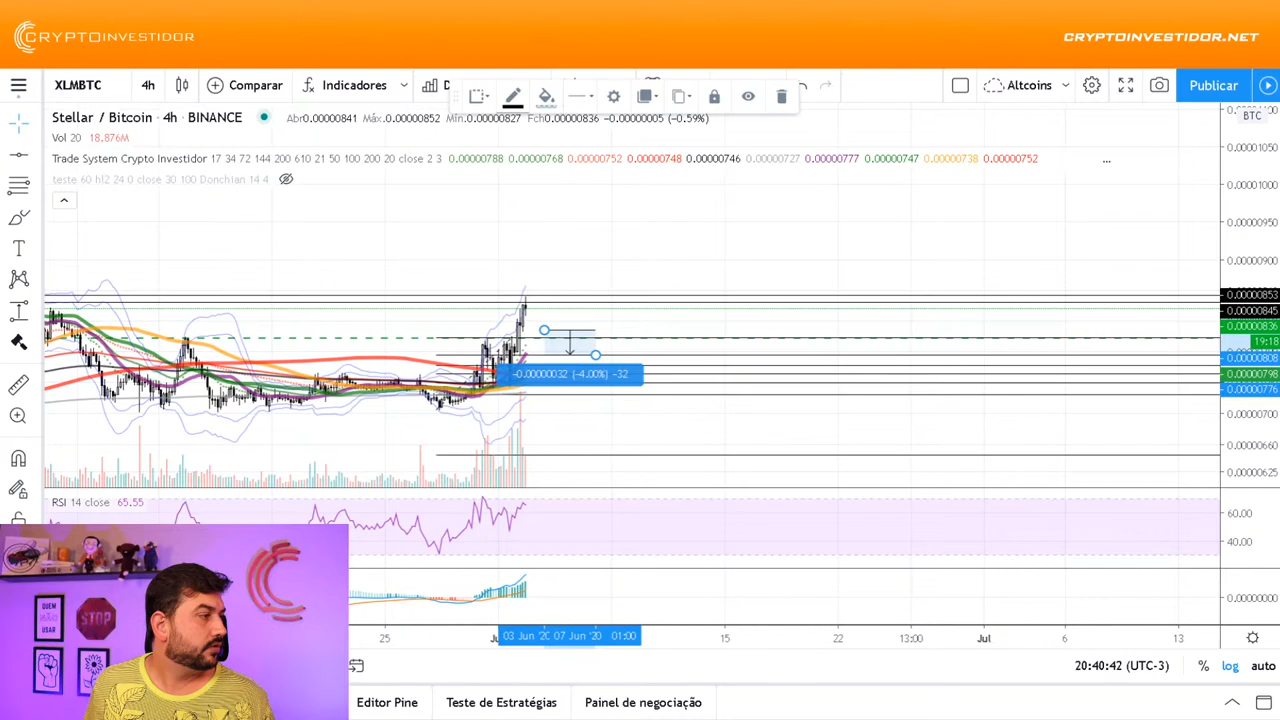 CRYPTOINVESTIDOR
CRYPTOINVESTIDOR.NET
XLMBTC 4h Comparar Indicadores Altcoins Publicar
Stellar / Bitcoin • 4h • BINANCE Abr0.00000841 Máx.0.00000852 Mín.0.00000827 Fch0.00000836 −0.00000005 (−0.59%)
BTC
Vol 20 18.876M
Trade System Crypto Investidor 17 34 72 144 200 610 21 50 100 200 20 close 2 3 0.00000788 0.00000768 0.00000752 0.00000748 0.00000746 0.00000727 0.00000777 0.00000747 0.00000738 0.00000752 ...
teste 60 hl2 24 0 close 30 100 Donchian 14 4
0.00001050
0.00001000
0.00000950
0.00000900
0.00000853
0.00000845
0.00000836
19:18
0.00000808
0.00000798
0.00000776
0.00000700
0.00000660
0.00000625
-0.00000032 (-4.00%) -32
RSI 14 close 65.55
60.00
40.00
0.00000000
QUEM
NÃO
USAR
STOP
25 03 Jun '20 07 Jun '20 01:00 15 22 13:00 Jul 6 13
20:40:42 (UTC-3) % log auto
Editor Pine Teste de Estratégias Painel de negociação